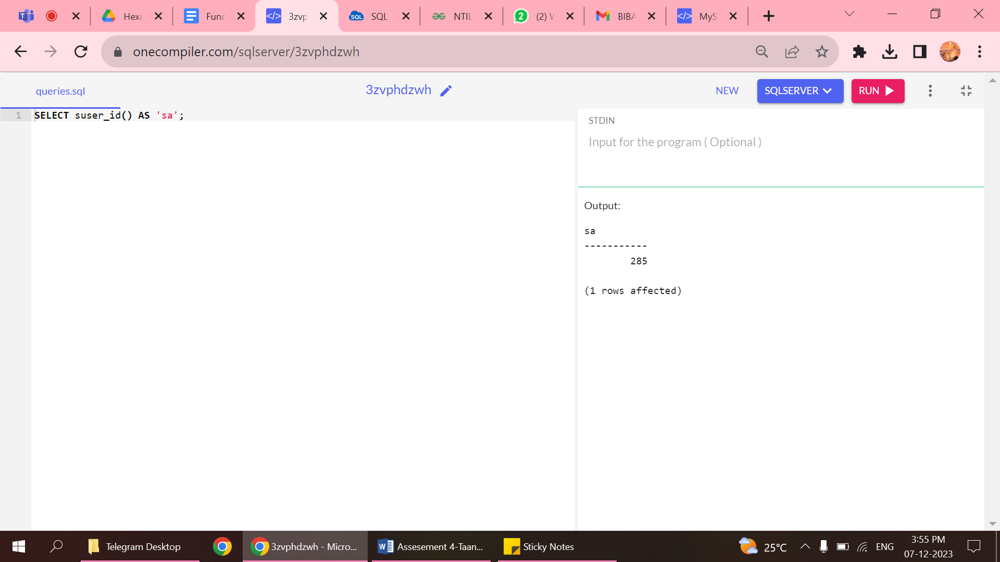 Hexa
Func
3zvp
SQL
SQL
NTIL
2
(2) W
BIBA
MyS
onecompiler.com/sqlserver/3zvphdzwh
queries.sql
3zvphdzwh
NEW
SQLSERVER
RUN
1
SELECT suser_id() AS 'sa';
STDIN
Input for the program ( Optional )
Output:
sa
-----------
285
(1 rows affected)
Telegram Desktop
3zvphdzwh - Micro...
Assesement 4-Taan...
Sticky Notes
25°C
ENG
3:55 PM
07-12-2023